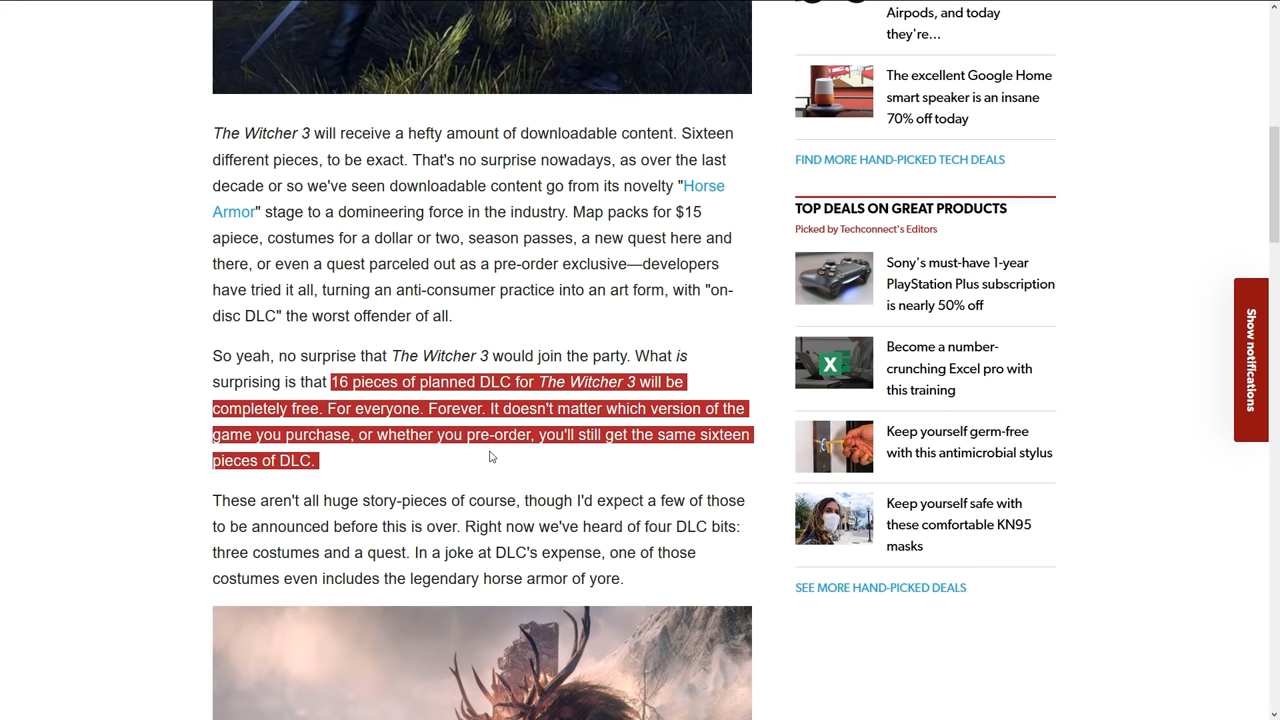 The Witcher 3 will receive a hefty amount of downloadable content. Sixteen
different pieces, to be exact. That's no surprise nowadays, as over the last
decade or so we've seen downloadable content go from its novelty "Horse
Armor" stage to a domineering force in the industry. Map packs for $15
apiece, costumes for a dollar or two, season passes, a new quest here and
there, or even a quest parceled out as a pre-order exclusive—developers
have tried it all, turning an anti-consumer practice into an art form, with "on-
disc DLC" the worst offender of all.
So yeah, no surprise that The Witcher 3 would join the party. What is
surprising is that 16 pieces of planned DLC for The Witcher 3 will be
completely free. For everyone. Forever. It doesn't matter which version of the
game you purchase, or whether you pre-order, you'll still get the same sixteen
pieces of DLC.
These aren't all huge story-pieces of course, though I'd expect a few of those
to be announced before this is over. Right now we've heard of four DLC bits:
three costumes and a quest. In a joke at DLC's expense, one of those
costumes even includes the legendary horse armor of yore.
Airpods, and today
they're...
The excellent Google Home
smart speaker is an insane
70% off today
FIND MORE HAND-PICKED TECH DEALS
TOP DEALS ON GREAT PRODUCTS
Picked by Techconnect's Editors
Sony's must-have 1-year
PlayStation Plus subscription
is nearly 50% off
Become a number-
crunching Excel pro with
this training
Keep yourself germ-free
with this antimicrobial stylus
Keep yourself safe with
these comfortable KN95
masks
SEE MORE HAND-PICKED DEALS
Show notifications